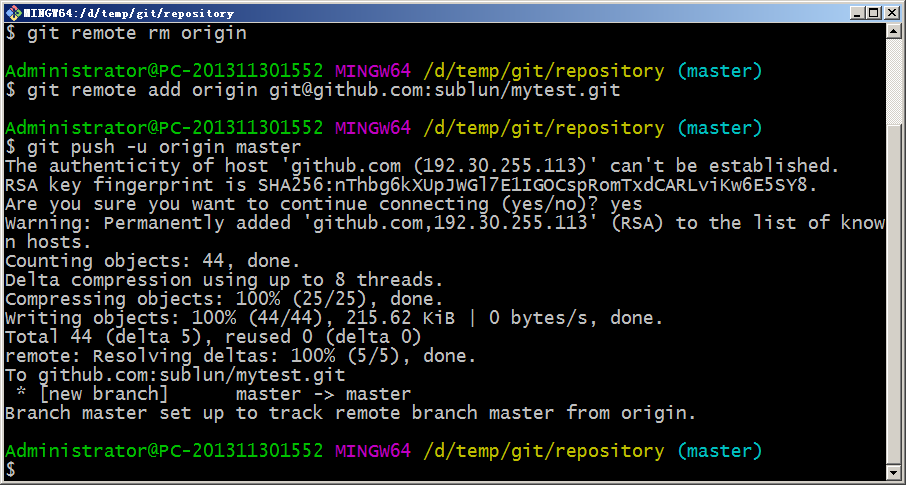 MINGW64:/d/temp/git/repository
$ git remote rm origin
Administrator@PC-201311301552 MINGW64 /d/temp/git/repository (master)
$ git remote add origin git@github.com:sublun/mytest.git
Administrator@PC-201311301552 MINGW64 /d/temp/git/repository (master)
$ git push -u origin master
The authenticity of host 'github.com (192.30.255.113)' can't be established.
RSA key fingerprint is SHA256:nThbg6kXUpJWGl7E1IGOCspRomTxdCARLviKw6E5SY8.
Are you sure you want to continue connecting (yes/no)? yes
Warning: Permanently added 'github.com,192.30.255.113' (RSA) to the list of know
n hosts.
Counting objects: 44, done.
Delta compression using up to 8 threads.
Compressing objects: 100% (25/25), done.
Writing objects: 100% (44/44), 215.62 KiB | 0 bytes/s, done.
Total 44 (delta 5), reused 0 (delta 0)
remote: Resolving deltas: 100% (5/5), done.
To github.com:sublun/mytest.git
 * [new branch]      master -> master
Branch master set up to track remote branch master from origin.
Administrator@PC-201311301552 MINGW64 /d/temp/git/repository (master)
$